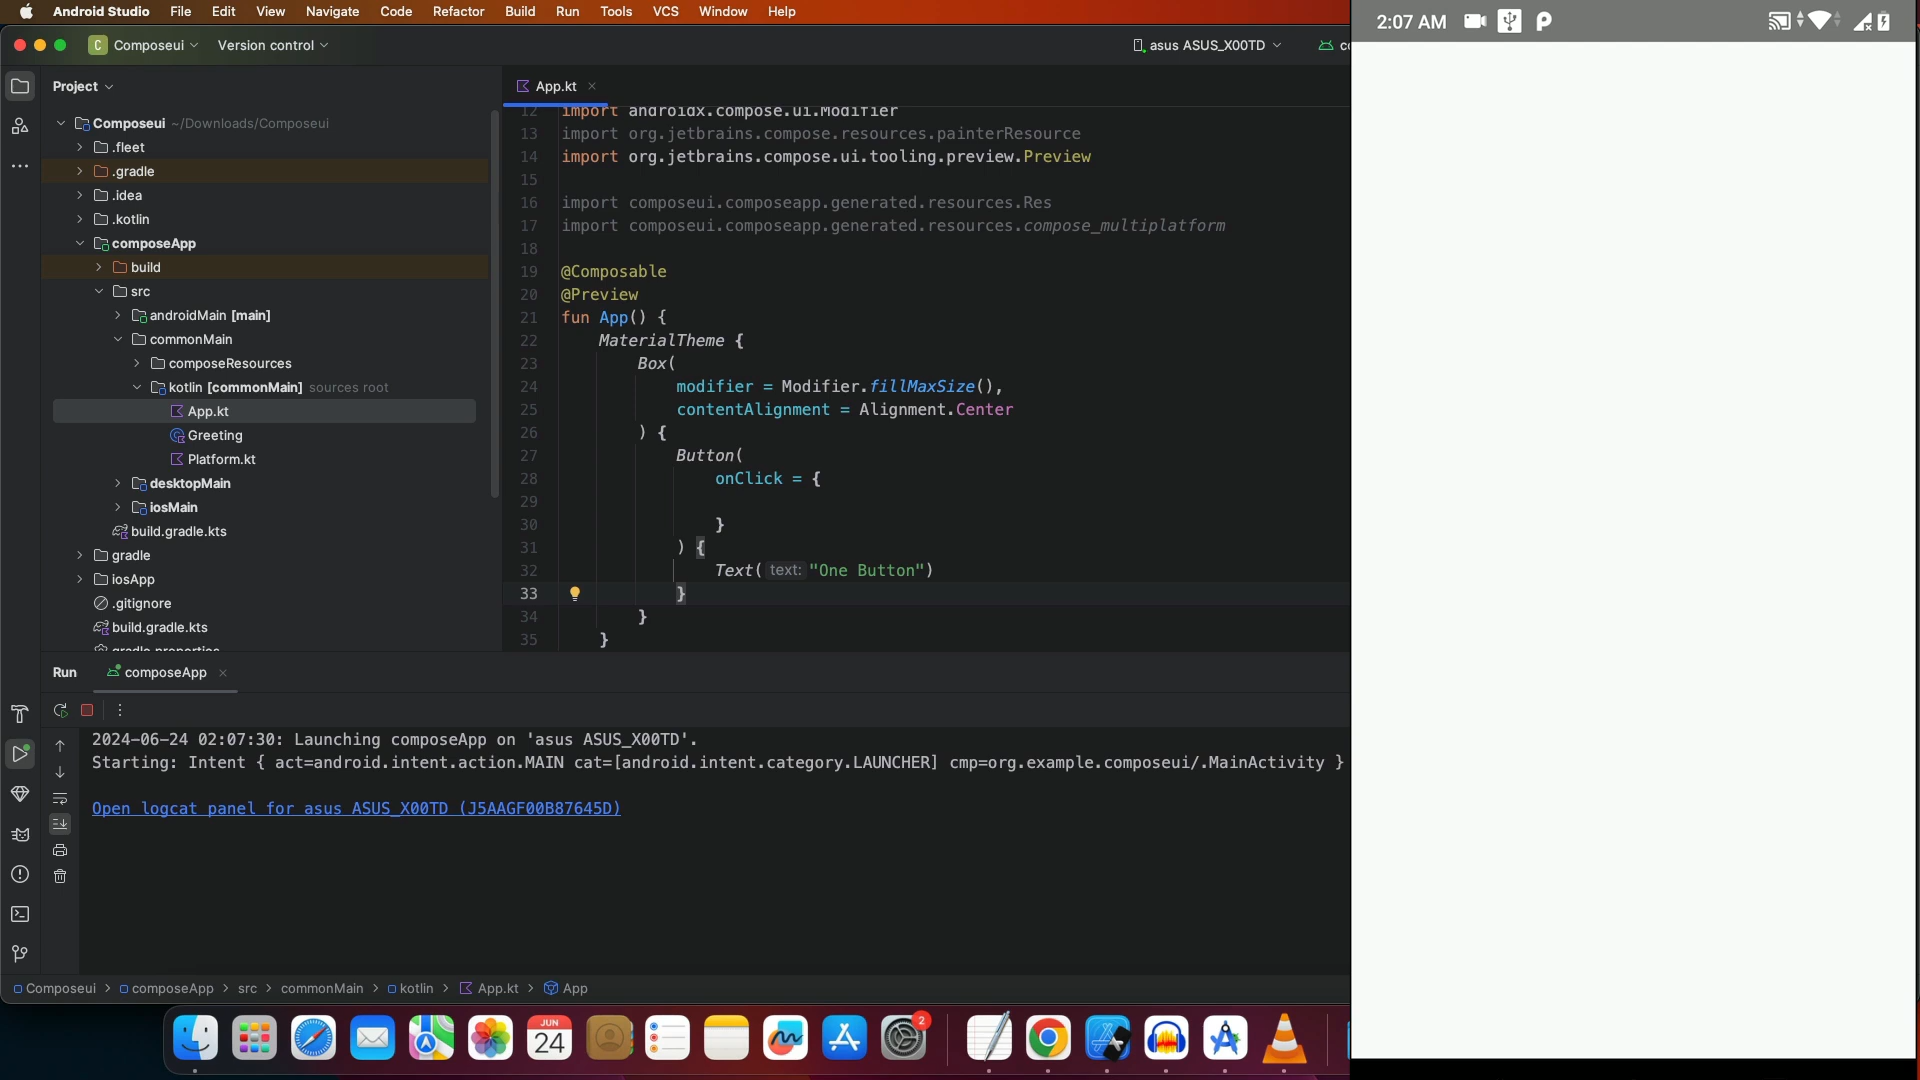 Android Studio File Edit View Navigate Code Refactor Build Run Tools VCS Window Help
2:07 AM
C Composeui Version control
asus ASUS_X00TD
Project
App.kt
Composeui ~/Downloads/Composeui
.fleet
.gradle
.idea
.kotlin
composeApp
build
src
androidMain [main]
commonMain
composeResources
kotlin [commonMain] sources root
App.kt
Greeting
Platform.kt
desktopMain
iosMain
build.gradle.kts
gradle
iosApp
.gitignore
build.gradle.kts
gradle.properties
12 import androidx.compose.ui.Modifier
13 import org.jetbrains.compose.resources.painterResource
14 import org.jetbrains.compose.ui.tooling.preview.Preview
15
16 import composeui.composeapp.generated.resources.Res
17 import composeui.composeapp.generated.resources.compose_multiplatform
18
19 @Composable
20 @Preview
21 fun App() {
22 MaterialTheme {
23 Box(
24 modifier = Modifier.fillMaxSize(),
25 contentAlignment = Alignment.Center
26 ) {
27 Button(
28 onClick = {
29
30 }
31 ) {
32 Text( text: "One Button")
33 }
34 }
35 }
Run composeApp
2024-06-24 02:07:30: Launching composeApp on 'asus ASUS_X00TD'.
Starting: Intent { act=android.intent.action.MAIN cat=[android.intent.category.LAUNCHER] cmp=org.example.composeui/.MainActivity }
Open logcat panel for asus ASUS_X00TD (J5AAGF00B87645D)
Composeui > composeApp > src > commonMain > kotlin > App.kt > App
JUN
24
2